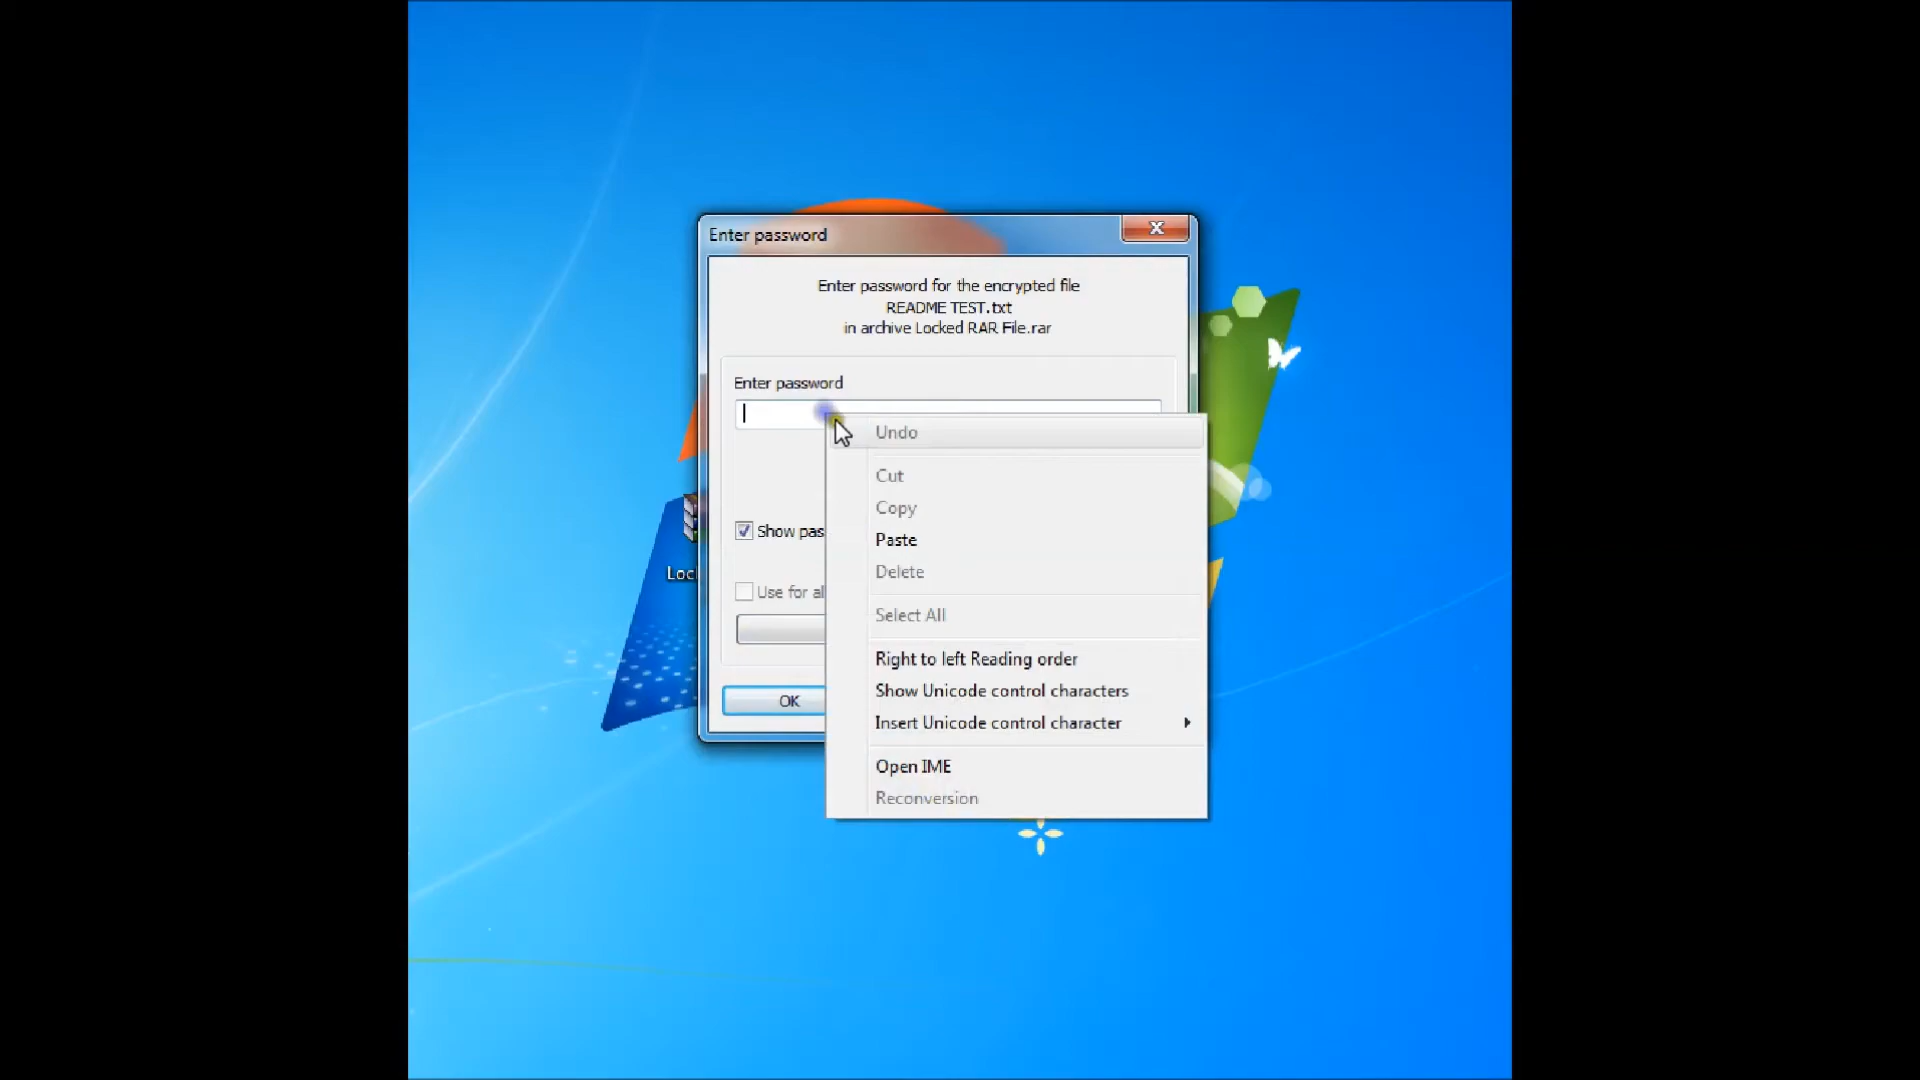 Enter password
Enter password for the encrypted file
README TEST.txt
in archive Locked RAR File.rar
Enter password
Undo
Cut
Copy
Paste
Delete
Select All
Right to left Reading order
Show Unicode control characters
Insert Unicode control character
Open IME
Reconversion
Show pas
Use for al
OK
Loc